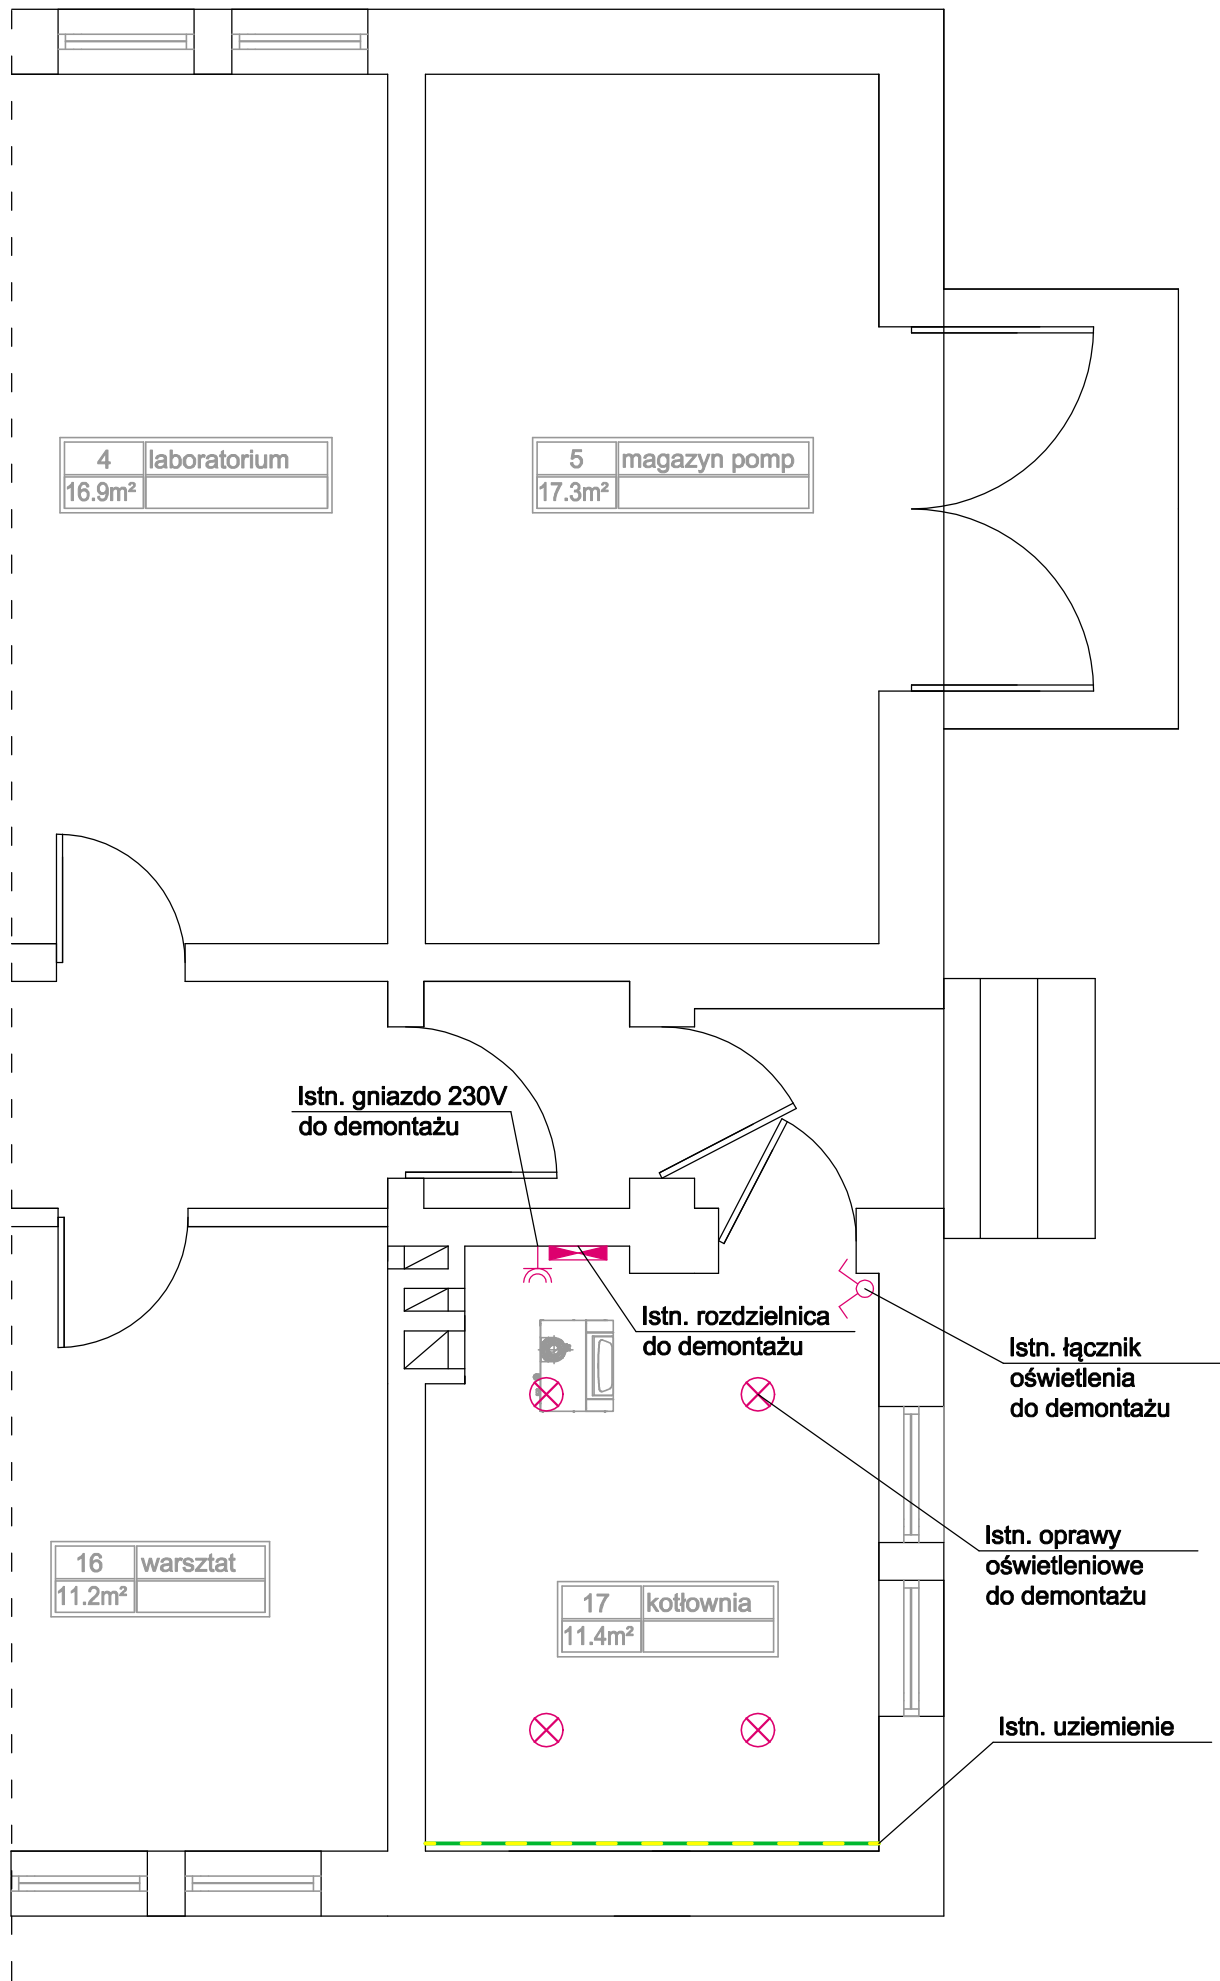 4 laboratorium
16.9m²
5 magazyn pomp
17.3m²
Istn. gniazdo 230V
do demontażu
Istn. rozdzielnica
do demontażu
Istn. łącznik
oświetlenia
do demontażu
Istn. oprawy
oświetleniowe
do demontażu
16 warsztat
11.2m²
17 kotłownia
11.4m²
Istn. uziemienie